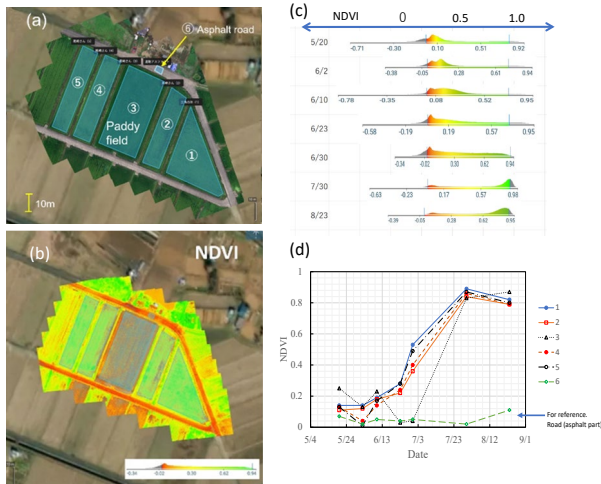 (a)
⑥ Asphalt road
⑤
④
③
②
①
Paddy
field
10m
(b)
NDVI
-0.34 -0.02 0.30 0.62 0.94
(c)
NDVI 0 0.5 1.0
5/20
-0.71 -0.30 0.10 0.51 0.92
6/2
-0.38 -0.05 0.28 0.61 0.94
6/10
-0.78 -0.35 0.08 0.52 0.95
6/23
-0.58 -0.19 0.19 0.57 0.95
6/30
-0.34 -0.02 0.30 0.62 0.94
7/30
-0.63 -0.23 0.18 0.58 0.98
8/23
-0.39 -0.05 0.28 0.62 0.95
(d)
1
0.8
0.6
0.4
0.2
0
NDVI
5/4 5/24 6/13 7/3 7/23 8/12 9/1
Date
1
2
3
4
5
6
For reference.
Road (asphalt part)